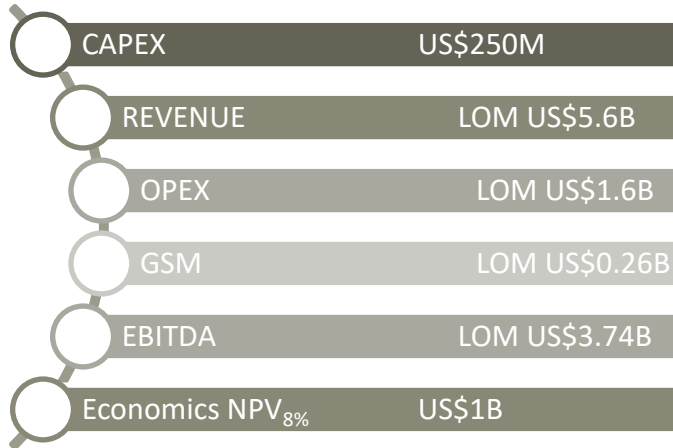 CAPEX US$250M
REVENUE LOM US$5.6B
OPEX LOM US$1.6B
GSM LOM US$0.26B
EBITDA LOM US$3.74B
Economics NPV8% US$1B